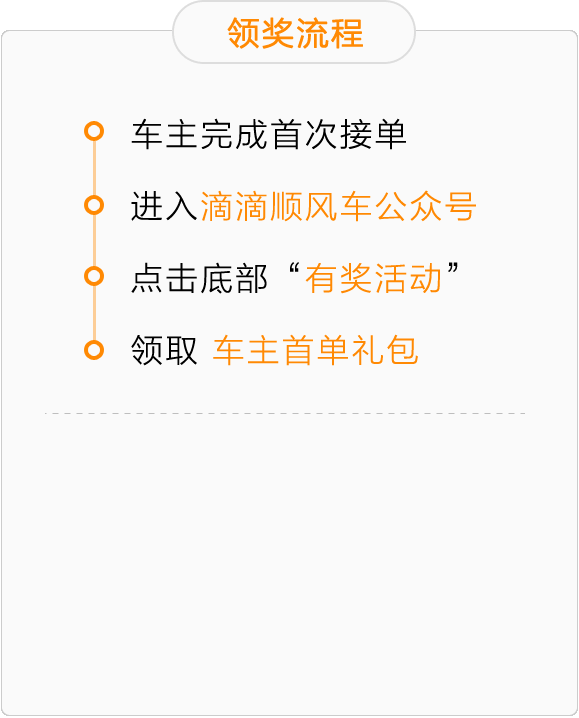 领奖流程
车主完成首次接单
进入滴滴顺风车公众号
点击底部“有奖活动”
领取 车主首单礼包